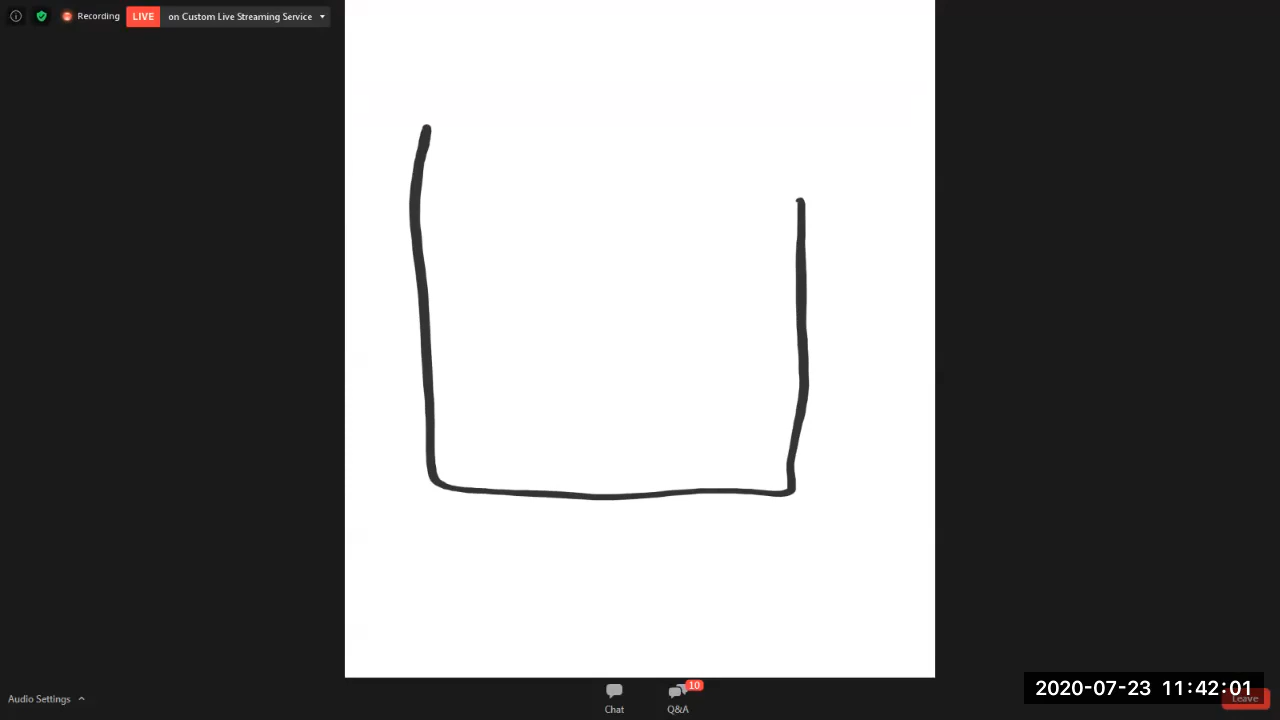 Recording LIVE on Custom Live Streaming Service
Audio Settings
Chat
10
Q&A
2020-07-23 11:42:01
Leave